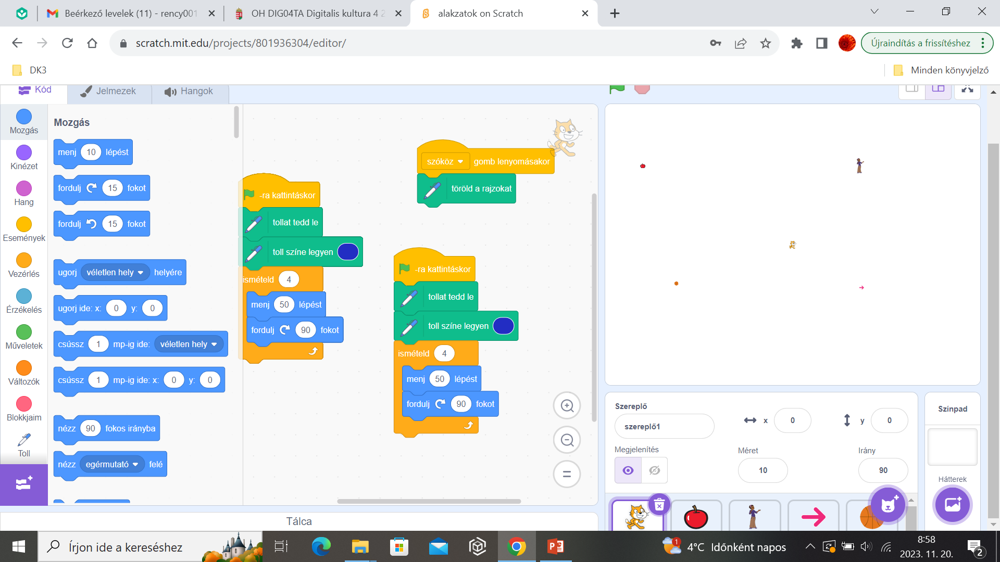 Beérkező levelek (11) - rency001
OH DIG04TA Digitalis kultura 4 2
alakzatok on Scratch
scratch.mit.edu/projects/801936304/editor/
Újraindítás a frissítéshez
DK3
Minden könyvjelző
Kód
Jelmezek
Hangok
Mozgás
Kinézet
Hang
Események
Vezérlés
Érzékelés
Műveletek
Változók
Blokkjaim
Toll
Mozgás
menj 10 lépést
fordulj 15 fokot
fordulj 15 fokot
ugorj véletlen hely helyére
ugorj ide: x: 0 y: 0
csússz 1 mp-ig ide: véletlen hely
csússz 1 mp-ig ide: x: 0 y: 0
nézz 90 fokos irányba
nézz egérmutató felé
-ra kattintáskor
tollat tedd le
toll színe legyen
ismételd 4
menj 50 lépést
fordulj 90 fokot
szóköz gomb lenyomásakor
töröld a rajzokat
-ra kattintáskor
tollat tedd le
toll színe legyen
ismételd 4
menj 50 lépést
fordulj 90 fokot
Tálca
Szereplő
szereplő1
x 0
y 0
Megjelenítés
Méret
10
Irány
90
Színpad
Hátterek
Írjon ide a kereséshez
1
4°C Időnként napos
8:58
2023. 11. 20.
2